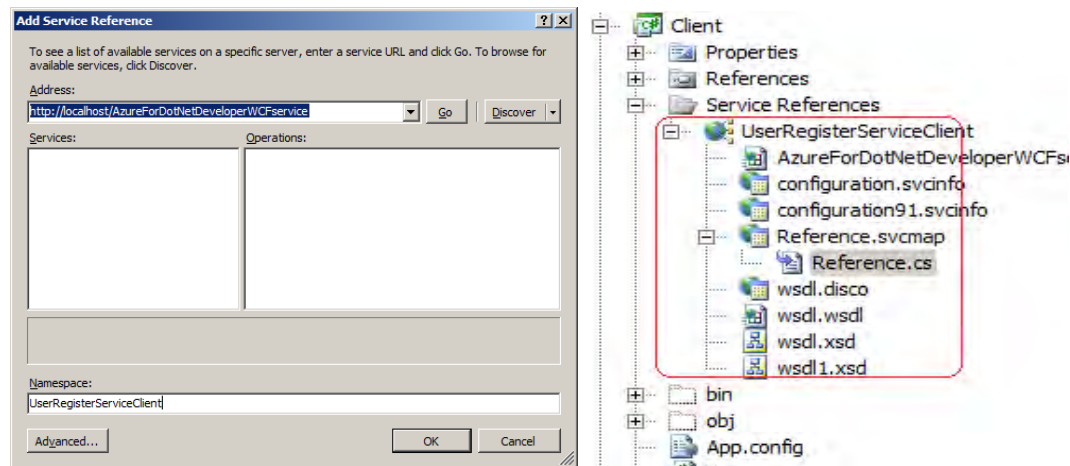 Add Service Reference
To see a list of available services on a specific server, enter a service URL and click Go. To browse for
available services, click Discover.
Address:
http://localhost/AzureForDotNetDeveloperWCFservice
Go
Discover
Services:
Operations:
Namespace:
UserRegisterServiceClient
Advanced...
OK
Cancel
Client
Properties
References
Service References
UserRegisterServiceClient
AzureForDotNetDeveloperWCFse
configuration.svcinfo
configuration91.svcinfo
Reference.svcmap
Reference.cs
wsdl.disco
wsdl.wsdl
wsdl.xsd
wsdl1.xsd
bin
obj
App.config